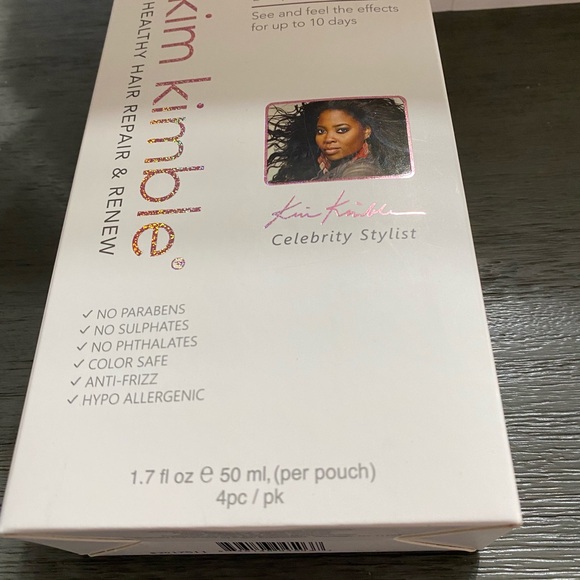 See and feel the effects
for up to 10 days
kim kimble®
HEALTHY HAIR REPAIR & RENEW
Kim Kimble
Celebrity Stylist
✓ NO PARABENS
✓ NO SULPHATES
✓ NO PHTHALATES
✓ COLOR SAFE
✓ ANTI-FRIZZ
✓ HYPO ALLERGENIC
1.7 fl oz ℮ 50 ml, (per pouch)
4pc / pk